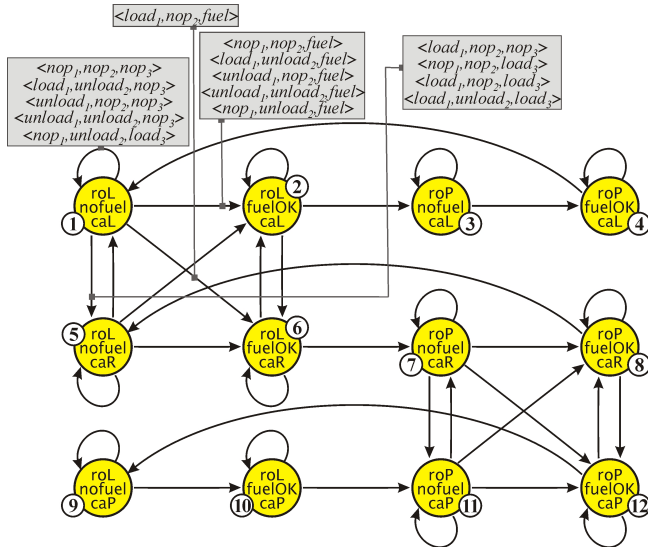 <load1,nop2,fuel>
<nop1,nop2,nop3>
<load1,unload2,nop3>
<unload1,nop2,nop3>
<unload1,unload2,nop3>
<nop1,unload2,load3>
<nop1,nop2,fuel>
<load1,unload2,fuel>
<unload1,nop2,fuel>
<unload1,unload2,fuel>
<nop1,unload2,fuel>
<load1,nop2,nop3>
<nop1,nop2,load3>
<load1,nop2,load3>
<load1,unload2,load3>
roL
nofuel
caL
1
roL
fuelOK
caL
2
roP
nofuel
caL
3
roP
fuelOK
caL
4
roL
nofuel
caR
5
roL
fuelOK
caR
6
roP
nofuel
caR
7
roP
fuelOK
caR
8
roL
nofuel
caP
9
roL
fuelOK
caP
10
roP
nofuel
caP
11
roP
fuelOK
caP
12